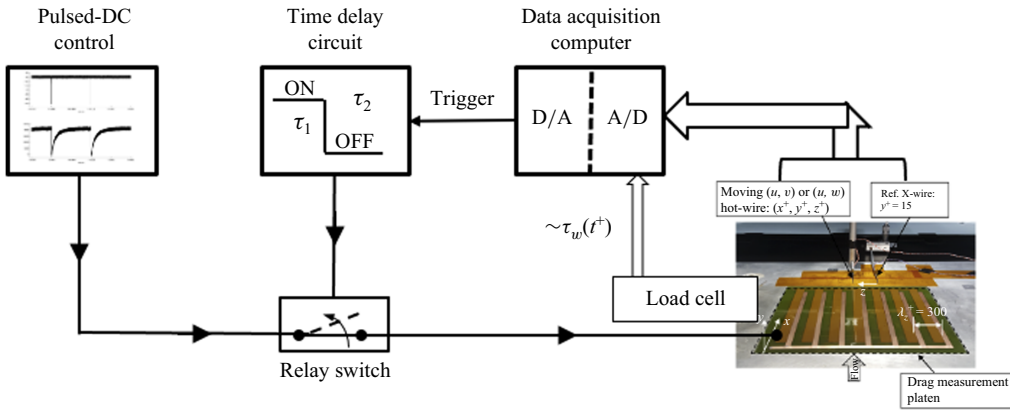 Pulsed-DC
control
Time delay
circuit
Data acquisition
computer
ON
τ1
τ2
OFF
Trigger
D/A
A/D
Moving (u, v) or (u, w)
hot-wire: (x⁺, y⁺, z⁺)
Ref. X-wire:
y⁺ = 15
∼τw(t⁺)
Load cell
z
y
x
λz⁺ = 300
Relay switch
Flow
Drag measurement
platen